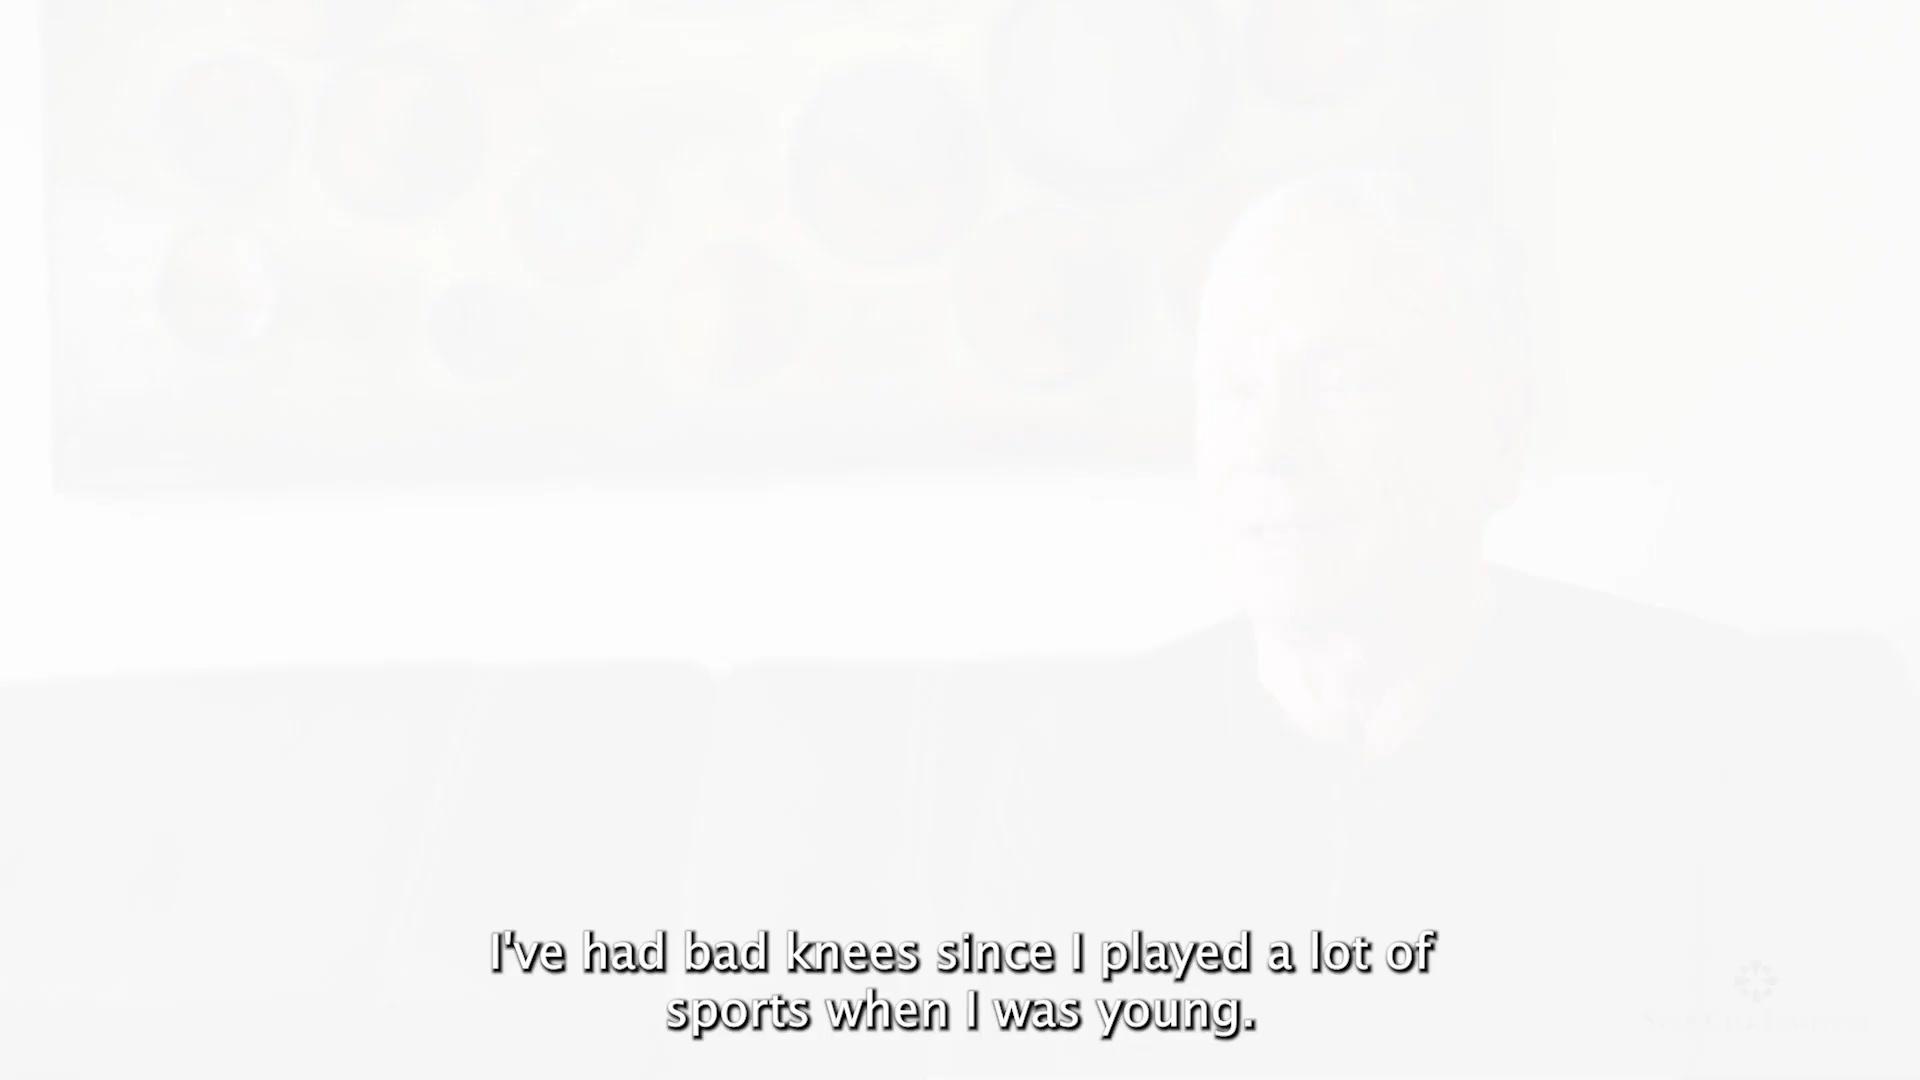 I've had bad knees since I played a lot of
sports when I was young.